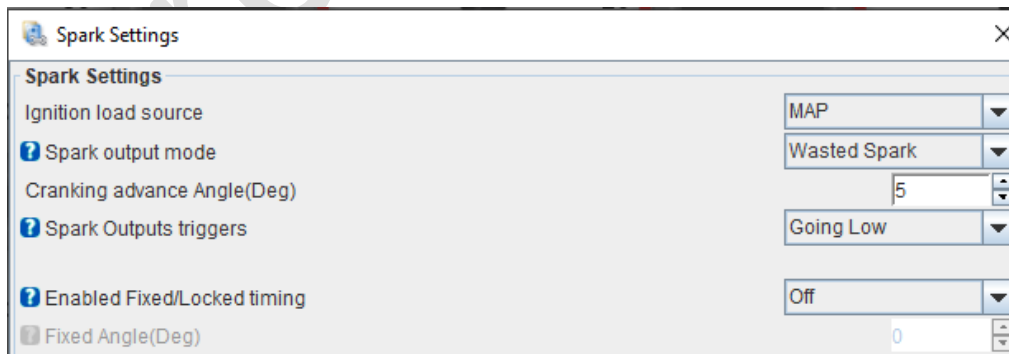 Spark Settings
Spark Settings
Ignition load source MAP
Spark output mode Wasted Spark
Cranking advance Angle(Deg) 5
Spark Outputs triggers Going Low
Enabled Fixed/Locked timing Off
Fixed Angle(Deg) 0